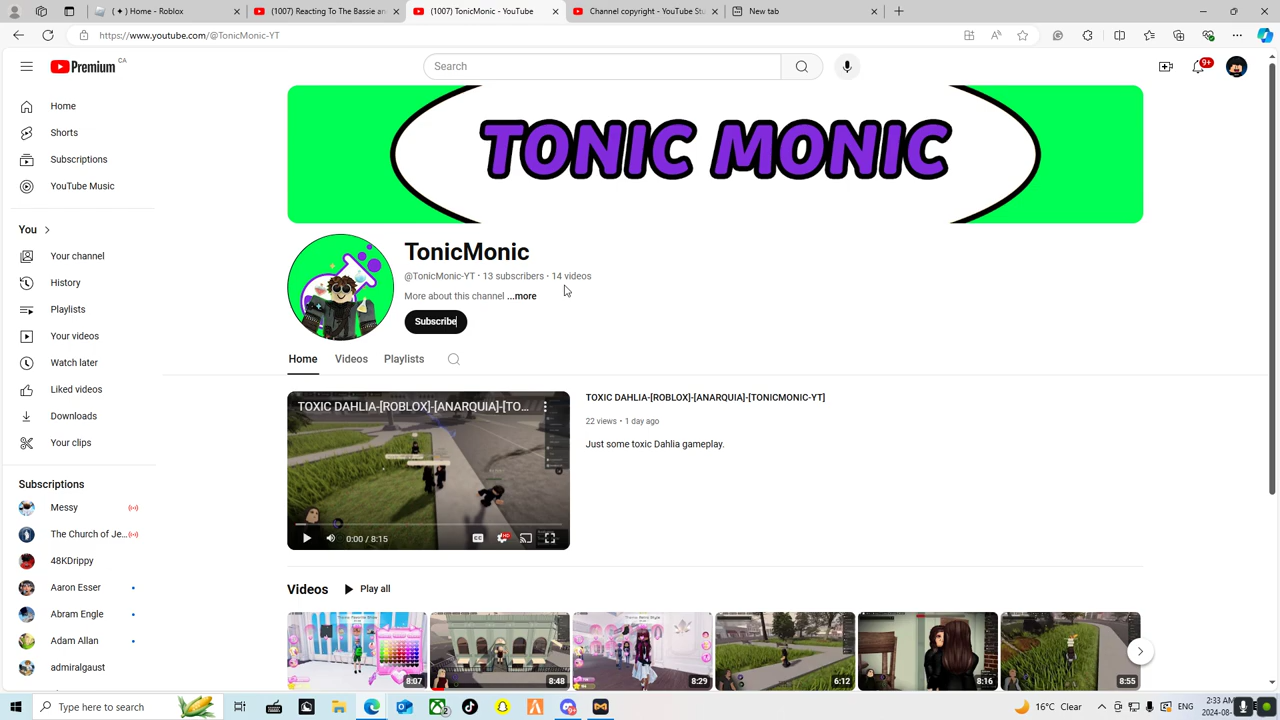 ( ✦ ) Home - Roblox
(1007) Reacting To The Bassie an
(1007) TonicMonic - YouTube
Channel copyright - YouTube Stu
New tab
https://www.youtube.com/@TonicMonic-YT
Premium CA
Search
9+
Home
Shorts
Subscriptions
YouTube Music
You
Your channel
History
Playlists
Your videos
Watch later
Liked videos
Downloads
Your clips
Subscriptions
Messy
The Church of Je...
48KDrippy
Aaron Esser
Abram Engle
Adam Allan
admiralgaust
TONIC MONIC
TonicMonic
@TonicMonic-YT · 13 subscribers · 14 videos
More about this channel ...more
Subscribe
Home Videos Playlists
TOXIC DAHLIA-[ROBLOX]-[ANARQUIA]-[TO...
0:00 / 8:15
CC
HD
TOXIC DAHLIA-[ROBLOX]-[ANARQUIA]-[TONICMONIC-YT]
22 views • 1 day ago
Just some toxic Dahlia gameplay.
Videos Play all
8:07
8:48
8:29
6:12
8:16
8:55
Type here to search
16°C Clear
ENG
2:33 AM
2024-08-